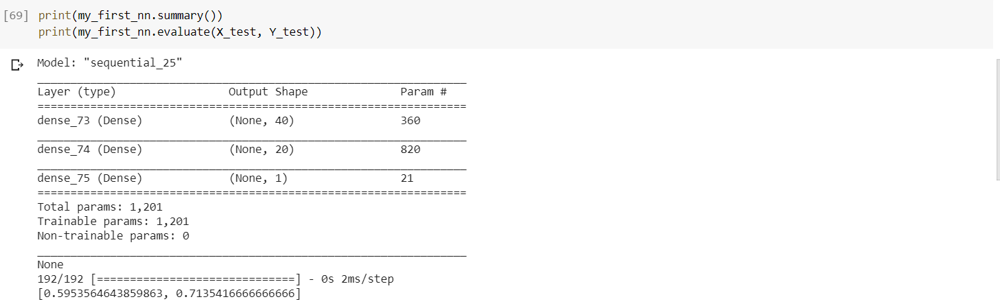 [69] print(my_first_nn.summary())
print(my_first_nn.evaluate(X_test, Y_test))
Model: "sequential_25"
_________________________________________________________________
Layer (type)                 Output Shape              Param #
=================================================================
dense_73 (Dense)             (None, 40)                360
_________________________________________________________________
dense_74 (Dense)             (None, 20)                820
_________________________________________________________________
dense_75 (Dense)             (None, 1)                 21
=================================================================
Total params: 1,201
Trainable params: 1,201
Non-trainable params: 0
_________________________________________________________________
None
192/192 [==============================] - 0s 2ms/step
[0.5953564643859863, 0.7135416666666666]